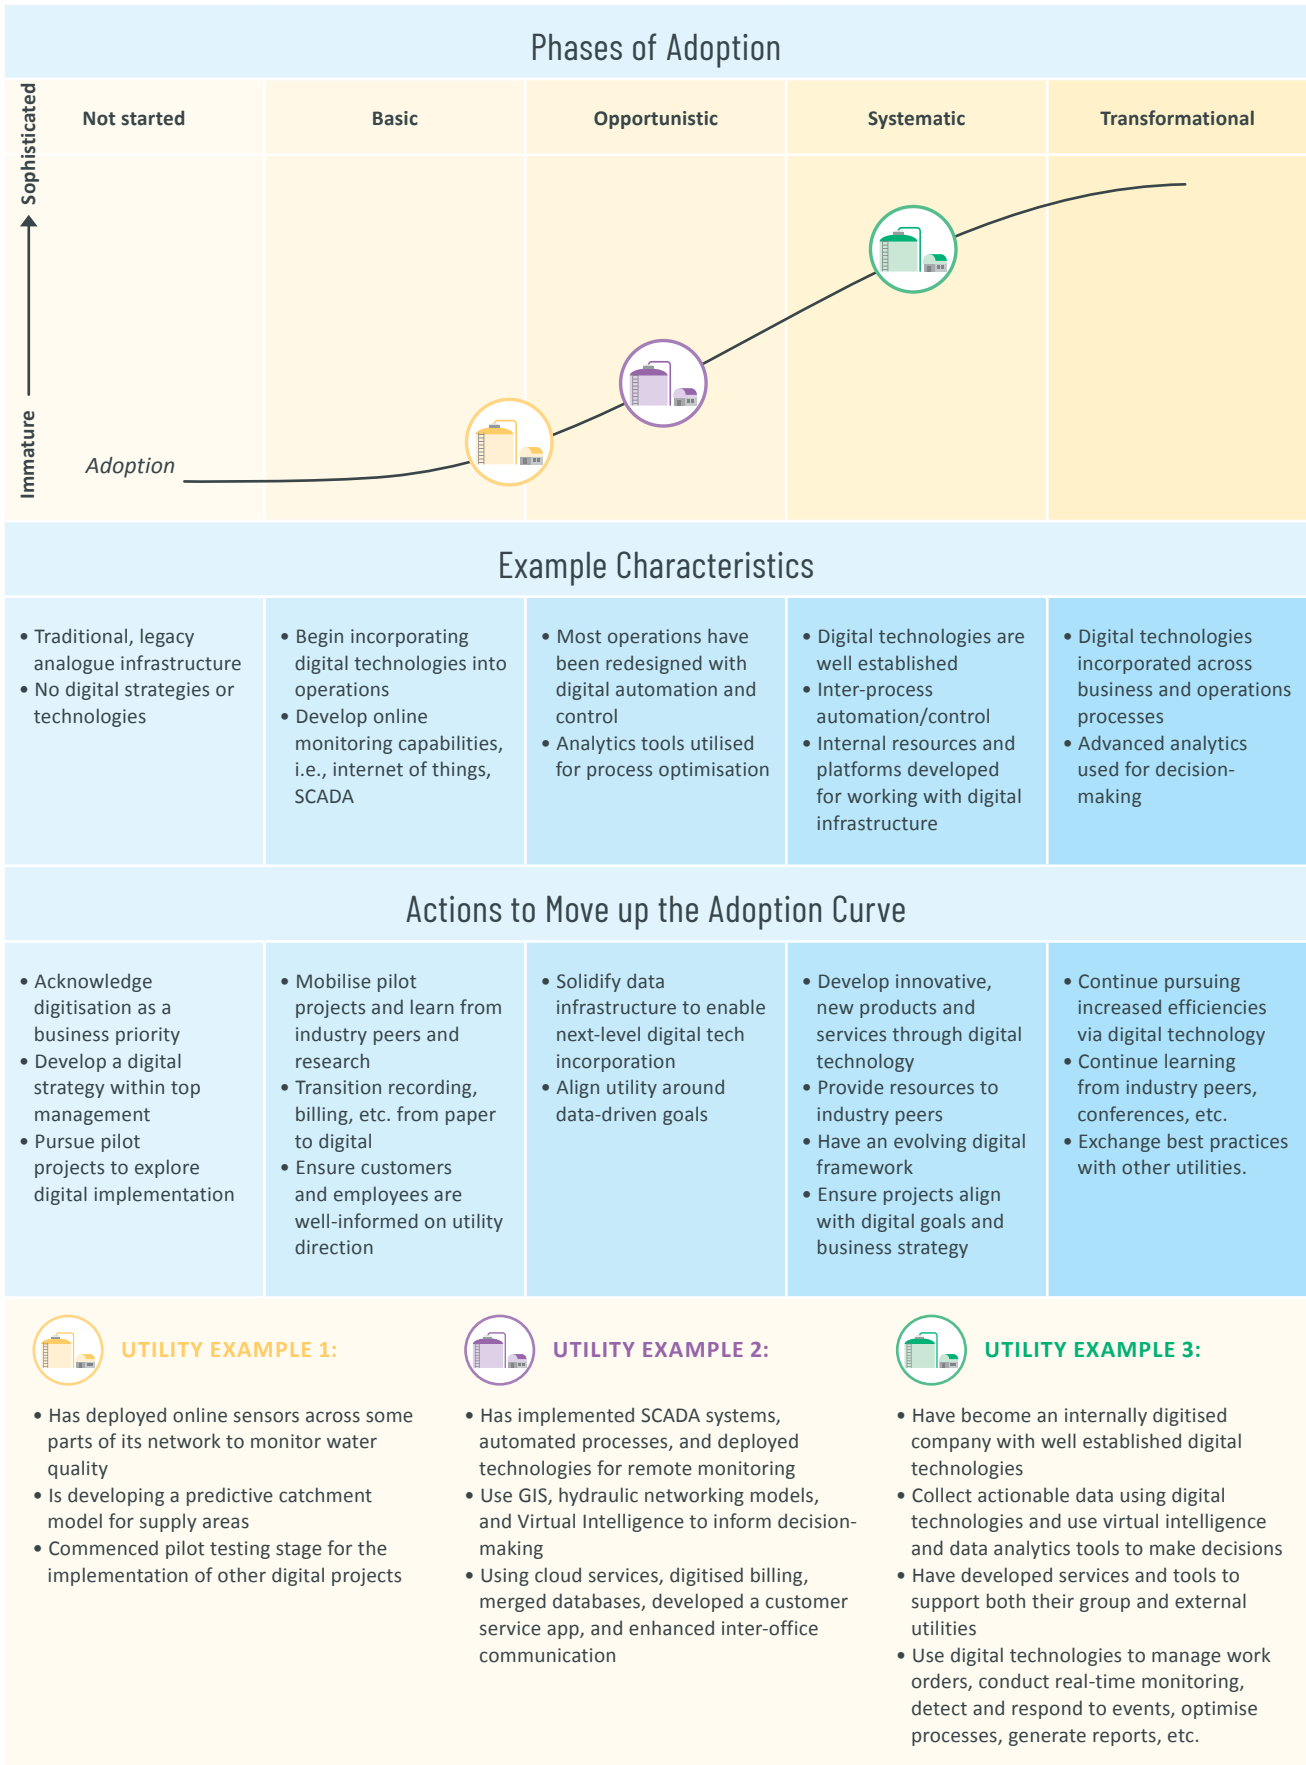 Phases of Adoption
Not started
Basic
Opportunistic
Systematic
Transformational
Sophisticated
Immature
Adoption
Example Characteristics
• Traditional, legacy
analogue infrastructure
• No digital strategies or
technologies
• Begin incorporating
digital technologies into
operations
• Develop online
monitoring capabilities,
i.e., internet of things,
SCADA
• Most operations have
been redesigned with
digital automation and
control
• Analytics tools utilised
for process optimisation
• Digital technologies are
well established
• Inter-process
automation/control
• Internal resources and
platforms developed
for working with digital
infrastructure
• Digital technologies
incorporated across
business and operations
processes
• Advanced analytics
used for decision-
making
Actions to Move up the Adoption Curve
• Acknowledge
digitisation as a
business priority
• Develop a digital
strategy within top
management
• Pursue pilot
projects to explore
digital implementation
• Mobilise pilot
projects and learn from
industry peers and
research
• Transition recording,
billing, etc. from paper
to digital
• Ensure customers
and employees are
well-informed on utility
direction
• Solidify data
infrastructure to enable
next-level digital tech
incorporation
• Align utility around
data-driven goals
• Develop innovative,
new products and
services through digital
technology
• Provide resources to
industry peers
• Have an evolving digital
framework
• Ensure projects align
with digital goals and
business strategy
• Continue pursuing
increased efficiencies
via digital technology
• Continue learning
from industry peers,
conferences, etc.
• Exchange best practices
with other utilities.
UTILITY EXAMPLE 1:
• Has deployed online sensors across some
parts of its network to monitor water
quality
• Is developing a predictive catchment
model for supply areas
• Commenced pilot testing stage for the
implementation of other digital projects
UTILITY EXAMPLE 2:
• Has implemented SCADA systems,
automated processes, and deployed
technologies for remote monitoring
• Use GIS, hydraulic networking models,
and Virtual Intelligence to inform decision-
making
• Using cloud services, digitised billing,
merged databases, developed a customer
service app, and enhanced inter-office
communication
UTILITY EXAMPLE 3:
• Have become an internally digitised
company with well established digital
technologies
• Collect actionable data using digital
technologies and use virtual intelligence
and data analytics tools to make decisions
• Have developed services and tools to
support both their group and external
utilities
• Use digital technologies to manage work
orders, conduct real-time monitoring,
detect and respond to events, optimise
processes, generate reports, etc.